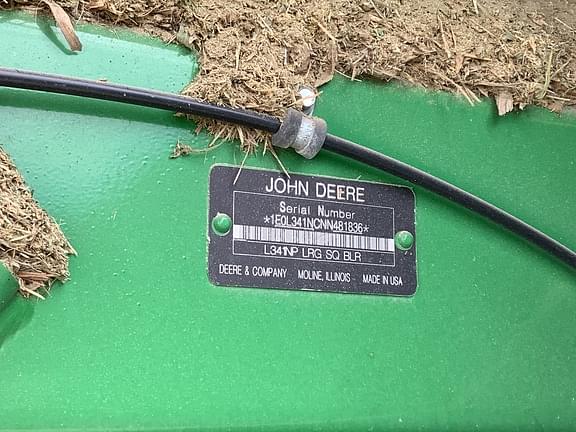 JOHN DEERE
Serial Number
*1E0L341NCNN481836*
L341NP LRG SQ BLR
DEERE & COMPANY MOLINE, ILLINOIS MADE IN USA